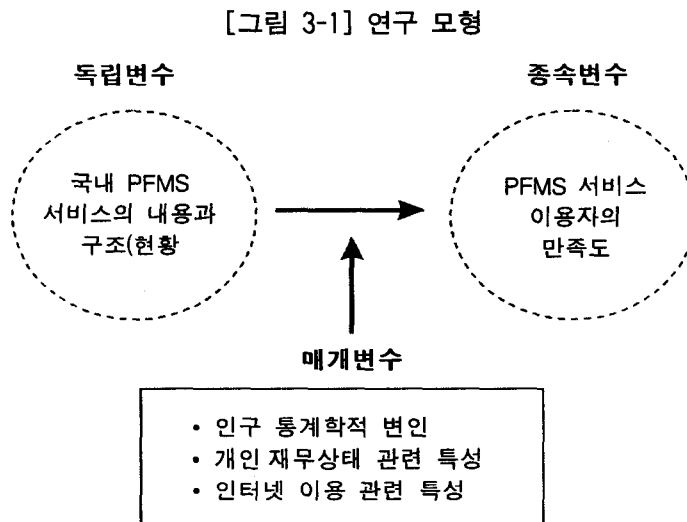 [그림 3-1] 연구 모형
독립변수
종속변수
국내 PFMS
서비스의 내용과
구조(현황
PFMS 서비스
이용자의
만족도
매개변수
• 인구 통계학적 변인
• 개인 재무상태 관련 특성
• 인터넷 이용 관련 특성